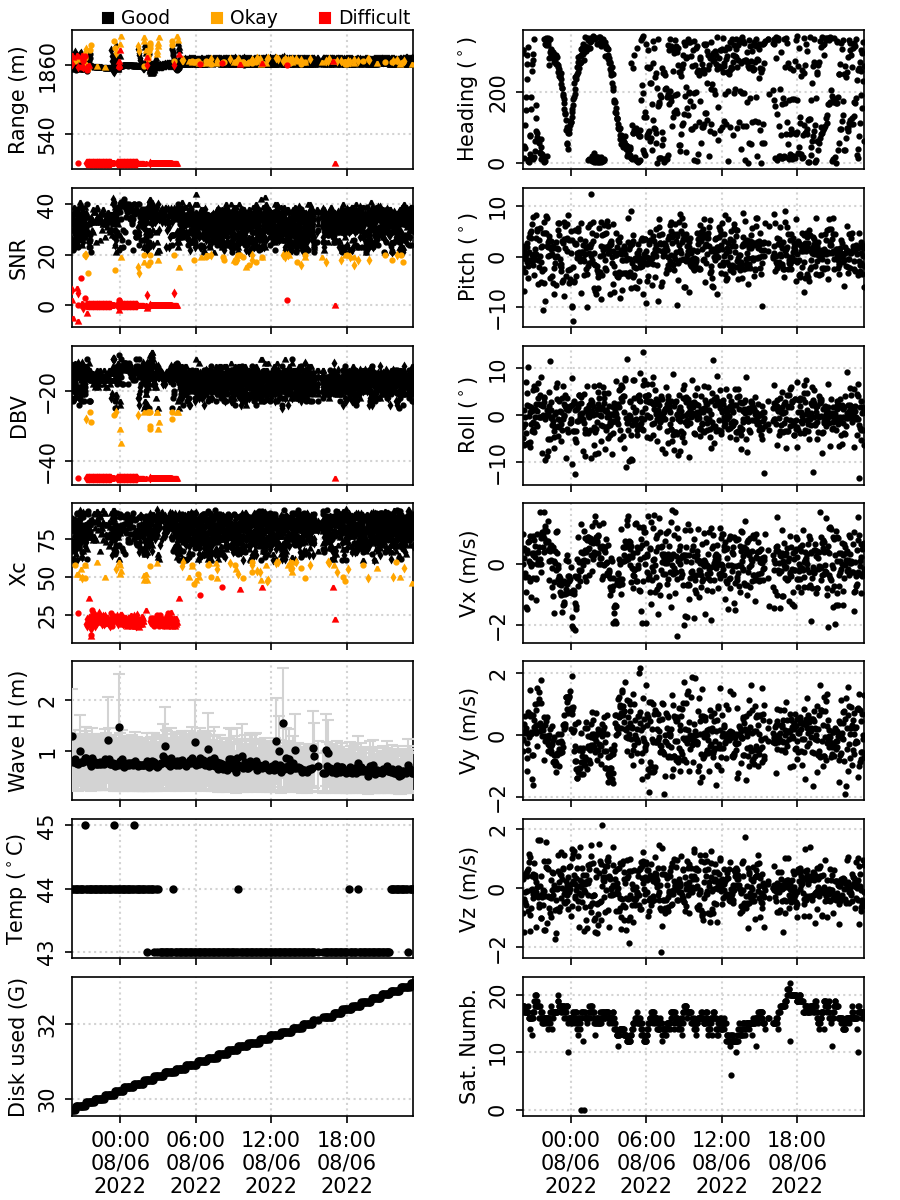 Good Okay Difficult
Range (m)
1860
540
Heading (°)
200
0
SNR
40
20
0
Pitch (°)
10
0
−10
DBV
−20
−40
Roll (°)
10
0
−10
Xc
75
50
25
Vx (m/s)
0
−2
Wave H (m)
2
1
Vy (m/s)
2
0
−2
Temp (°C)
45
44
43
Vz (m/s)
2
0
−2
Disk used (G)
32
30
Sat. Numb.
20
10
0
00:00 06:00 12:00 18:00
08/06 08/06 08/06 08/06
2022 2022 2022 2022
00:00 06:00 12:00 18:00
08/06 08/06 08/06 08/06
2022 2022 2022 2022